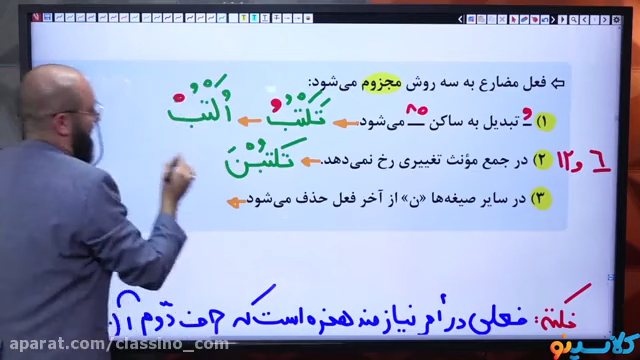 ⇦ فعل مضارع به سه روش مجزوم می‌شود:
۱) ـُ تبدیل به ساکن ـْ می‌شود ← تَکْتُبُ ← اُکْتُبْ
۶ و ۱۲ ۲) در جمع مؤنث تغییری رخ نمی‌دهد. ← تَکْتُبْنَ
۳) در سایر صیغه‌ها «ن» از آخر فعل حذف می‌شود ←
نکته: فعلی در امر نیازمند همزه است که حرف دوم آن
کلاسینو
aparat.com/classino_com